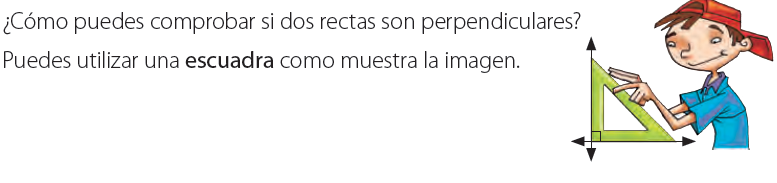 ¿Cómo puedes comprobar si dos rectas son perpendiculares?
Puedes utilizar una escuadra como muestra la imagen.